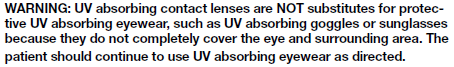 WARNING: UV absorbing contact lenses are NOT substitutes for protec-
tive UV absorbing eyewear, such as UV absorbing goggles or sunglasses
because they do not completely cover the eye and surrounding area. The
patient should continue to use UV absorbing eyewear as directed.